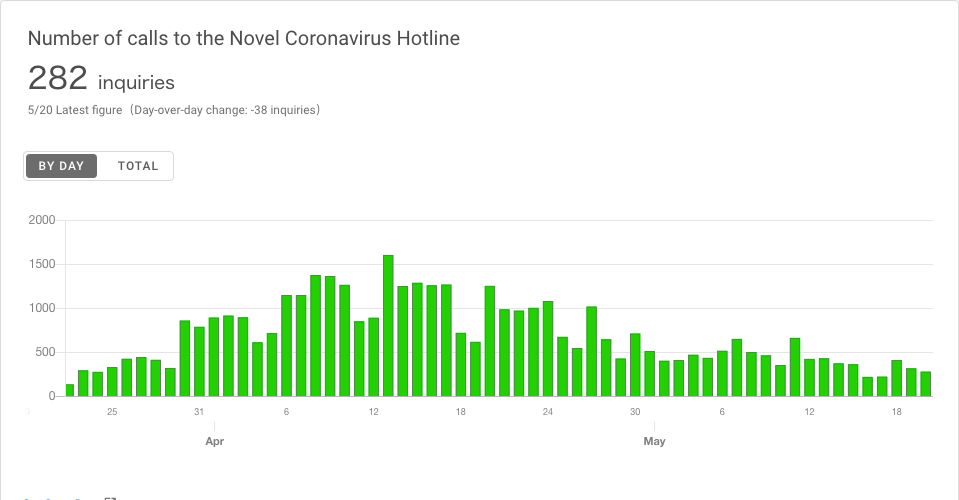 Number of calls to the Novel Coronavirus Hotline
282 inquiries
5/20 Latest figure（Day-over-day change: -38 inquiries）
BY DAY TOTAL
2000
1500
1000
500
0
25 31 6 12 18 24 30 6 12 18
Apr May